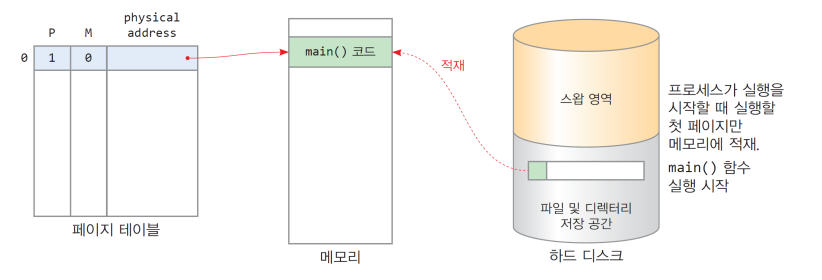 physical
P M address
0 1 0
페이지 테이블
main() 코드
메모리
적재
스왑 영역
파일 및 디렉터리
저장 공간
하드 디스크
프로세스가 실행을
시작할 때 실행할
첫 페이지만
메모리에 적재.
main() 함수
실행 시작